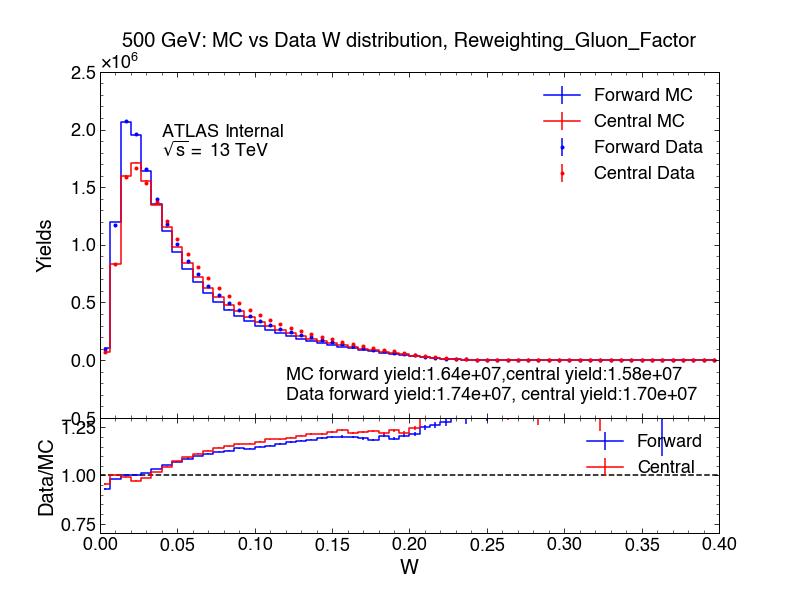 500 GeV: MC vs Data W distribution, Reweighting_Gluon_Factor
×10⁶
2.5
2.0
1.5
1.0
0.5
0.0
-0.5
Yields
ATLAS Internal
√s = 13 TeV
Forward MC
Central MC
Forward Data
Central Data
MC forward yield:1.64e+07,central yield:1.58e+07
Data forward yield:1.74e+07, central yield:1.70e+07
1.25
1.00
0.75
Data/MC
Forward
Central
0.00 0.05 0.10 0.15 0.20 0.25 0.30 0.35 0.40
W